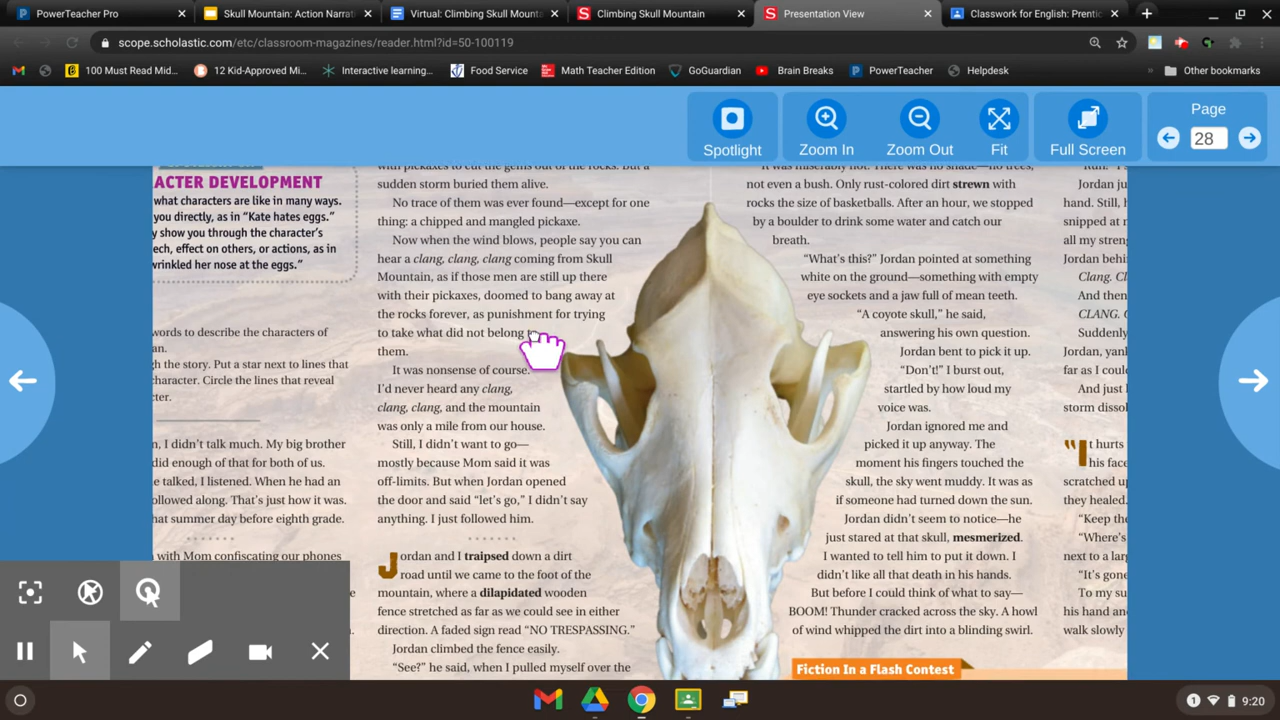 PowerTeacher Pro
Skull Mountain: Action Narrati
Virtual: Climbing Skull Mounta
Climbing Skull Mountain
Presentation View
Classwork for English: Prentic
scope.scholastic.com/etc/classroom-magazines/reader.html?id=50-100119
100 Must Read Mid...
12 Kid-Approved Mi...
Interactive learning...
Food Service
Math Teacher Edition
GoGuardian
Brain Breaks
PowerTeacher
Helpdesk
Other bookmarks
Spotlight
Zoom In
Zoom Out
Fit
Full Screen
Page
28
ACTER DEVELOPMENT
what characters are like in many ways.
you directly, as in “Kate hates eggs.”
y show you through the character’s
ech, effect on others, or actions, as in
wrinkled her nose at the eggs.”
words to describe the characters of
an.
gh the story. Put a star next to lines that
haracter. Circle the lines that reveal
cter.
n, I didn’t talk much. My big brother
did enough of that for both of us.
e talked, I listened. When he had an
ollowed along. That’s just how it was.
hat summer day before eighth grade.
with Mom confiscating our phones
with pickaxes to cut the gems out of the rocks. But a
sudden storm buried them alive.
No trace of them was ever found—except for one
thing: a chipped and mangled pickaxe.
Now when the wind blows, people say you can
hear a clang, clang, clang coming from Skull
Mountain, as if those men are still up there
with their pickaxes, doomed to bang away at
the rocks forever, as punishment for trying
to take what did not belong
them.
It was nonsense of course.
I’d never heard any clang,
clang, clang, and the mountain
was only a mile from our house.
Still, I didn’t want to go—
mostly because Mom said it was
off-limits. But when Jordan opened
the door and said “let’s go,” I didn’t say
anything. I just followed him.
Jordan and I traipsed down a dirt
road until we came to the foot of the
mountain, where a dilapidated wooden
fence stretched as far as we could see in either
direction. A faded sign read “NO TRESPASSING.”
Jordan climbed the fence easily.
“See?” he said, when I pulled myself over the
It was miserably hot. There was no shade—no trees,
not even a bush. Only rust-colored dirt strewn with
rocks the size of basketballs. After an hour, we stopped
by a boulder to drink some water and catch our
breath.
“What’s this?” Jordan pointed at something
white on the ground—something with empty
eye sockets and a jaw full of mean teeth.
“A coyote skull,” he said,
answering his own question.
Jordan bent to pick it up.
“Don’t!” I burst out,
startled by how loud my
voice was.
Jordan ignored me and
picked it up anyway. The
moment his fingers touched the
skull, the sky went muddy. It was as
if someone had turned down the sun.
Jordan didn’t seem to notice—he
just stared at that skull, mesmerized.
I wanted to tell him to put it down. I
didn’t like all that death in his hands.
But before I could think of what to say—
BOOM! Thunder cracked across the sky. A howl
of wind whipped the dirt into a blinding swirl.
Fiction In a Flash Contest
Jordan ju
hand. Still, h
snipped at m
all my streng
Jordan behin
Clang. Cl
And then
CLANG. C
Suddenly
Jordan, yank
far as I coul
And just l
storm dissol
“It hurts
his face
scratched up
they healed.
“Keep the
“Where’s
next to a larg
“It’s gone
To my su
his hand an
walk slowly
1
9:20